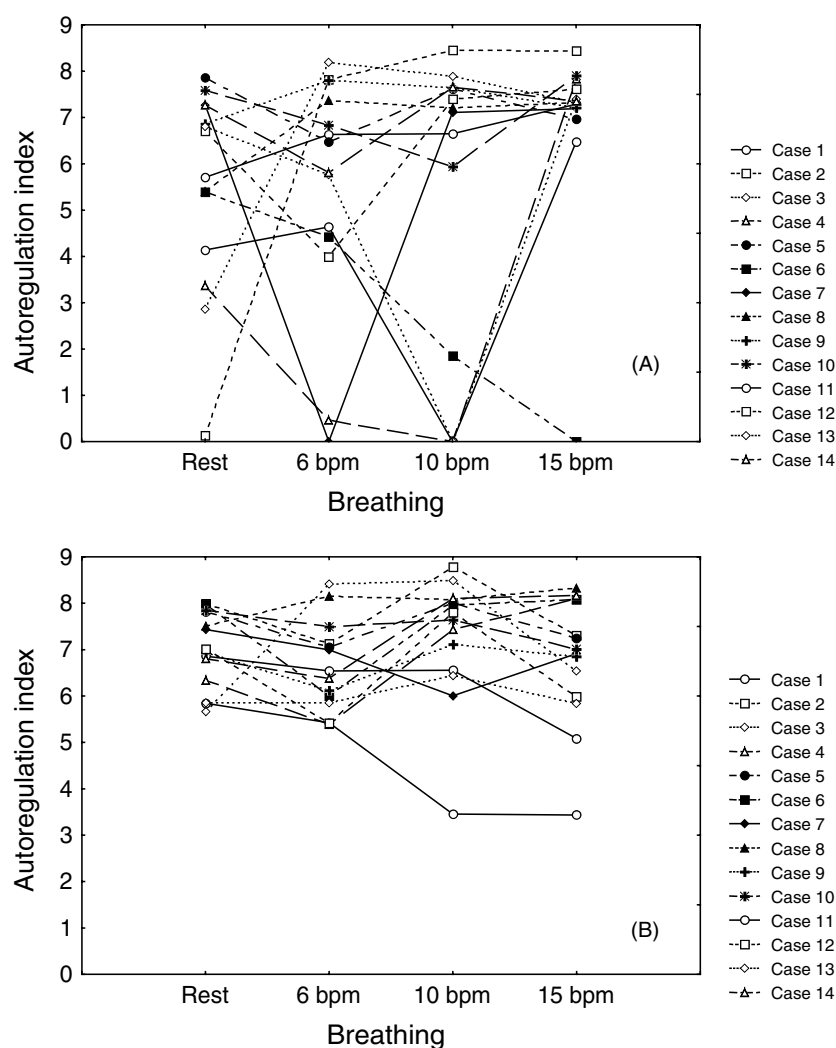 9
8
7
6
5
4
3
2
1
0
Autoregulation index
(A)
Rest 6 bpm 10 bpm 15 bpm
Breathing
Case 1
Case 2
Case 3
Case 4
Case 5
Case 6
Case 7
Case 8
Case 9
Case 10
Case 11
Case 12
Case 13
Case 14
9
8
7
6
5
4
3
2
1
0
Autoregulation index
(B)
Rest 6 bpm 10 bpm 15 bpm
Breathing
Case 1
Case 2
Case 3
Case 4
Case 5
Case 6
Case 7
Case 8
Case 9
Case 10
Case 11
Case 12
Case 13
Case 14